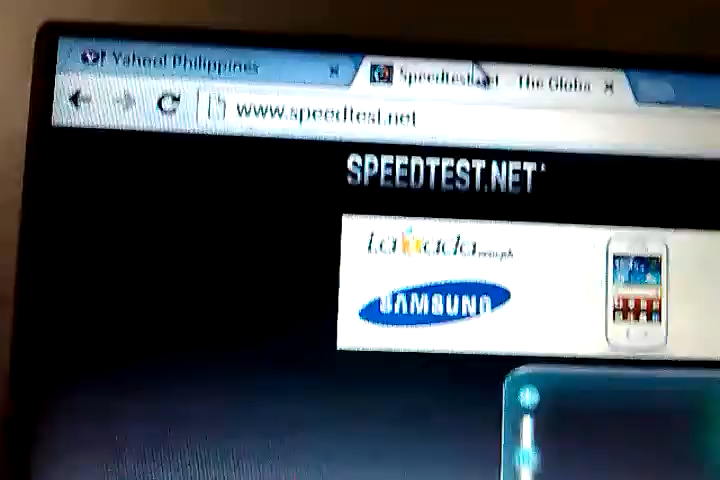 Yahoo! Philippines
Speedtest.net - The Globa
www.speedtest.net
SPEEDTEST.NET
Lazada.com.ph
SAMSUNG